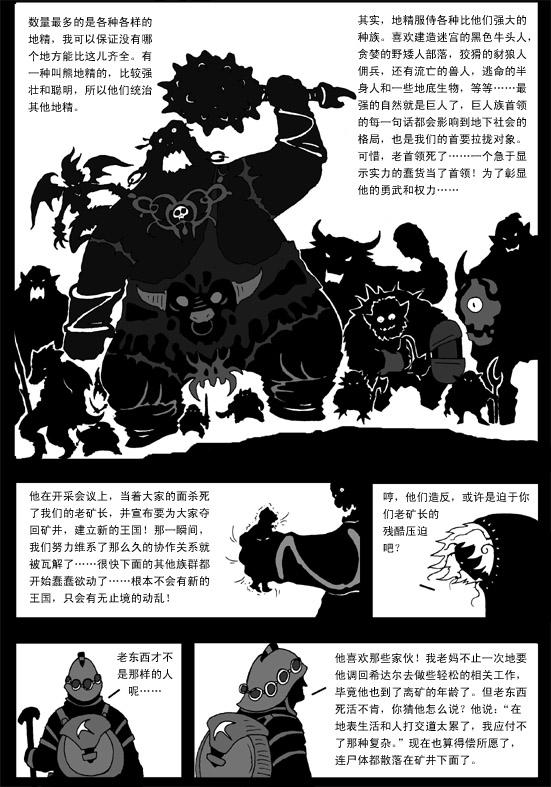 数量最多的是各种各样的
地精，我可以保证没有哪
个地方能比这儿齐全。有
一种叫熊地精的，比较强
壮和聪明，所以他们统治
其他地精。
其实，地精服侍各种比他们强大的
种族。喜欢建造迷宫的黑色牛头人，
贪婪的野矮人部落，狡猾的豺狼人
佣兵，还有流亡的兽人，逃命的半
身人和一些地底生物，等等……最
强的自然就是巨人了，巨人族首领
的每一句话都会影响到地下社会的
格局，也是我们的首要拉拢对象。
可惜，老首领死了……一个急于显
示实力的蠢货当了首领！为了彰显
他的勇武和权力……
他在开采会议上，当着大家的面杀死
了我们的老矿长，并宣布要为大家夺
回矿井，建立新的王国！那一瞬间，
我们努力维系了那么久的协作关系就
被瓦解了……很快下面的其他族群都
开始蠢蠢欲动了……根本不会有新的
王国，只会有无止境的动乱！
哼，他们造反，或许是迫于你
们老矿长的
残酷压迫
吧？
老东西才不
是那样的人
呢……
他喜欢那些家伙！我老妈不止一次地要
他调回希达尔去做些轻松的相关工作，
毕竟他也到了离矿的年龄了。但老东西
死活不肯，你猜他怎么说？他说：“在
地表生活和人打交道太累了，我应付不
了那种复杂。”现在也算得偿所愿了，
连尸体都散落在矿井下面了。